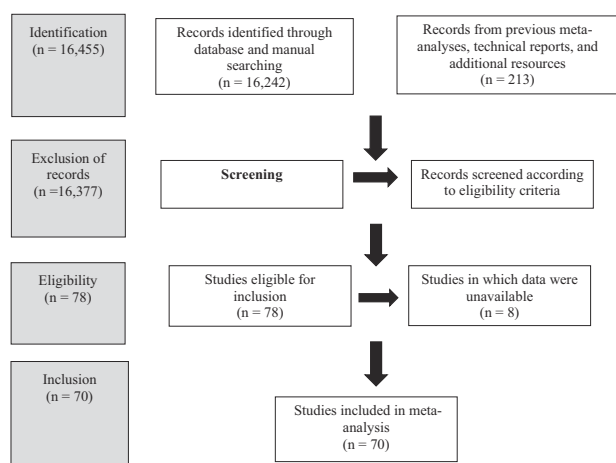 Identification
(n = 16,455)
Records identified through
database and manual
searching
(n = 16,242)
Records from previous meta-
analyses, technical reports, and
additional resources
(n = 213)
Exclusion of
records
(n =16,377)
Screening
Records screened according
to eligibility criteria
Eligibility
(n = 78)
Studies eligible for
inclusion
(n = 78)
Studies in which data were
unavailable
(n = 8)
Inclusion
(n = 70)
Studies included in meta-
analysis
(n = 70)